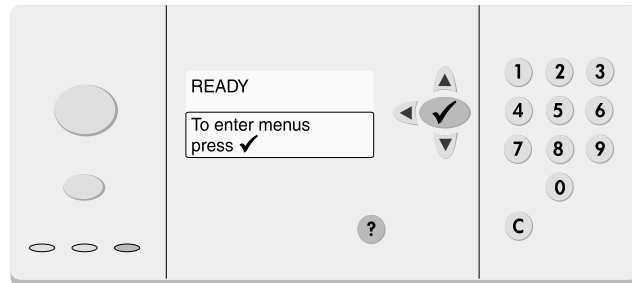 READY
To enter menus
press ✓
✓
?
1 2 3
4 5 6
7 8 9
0
C